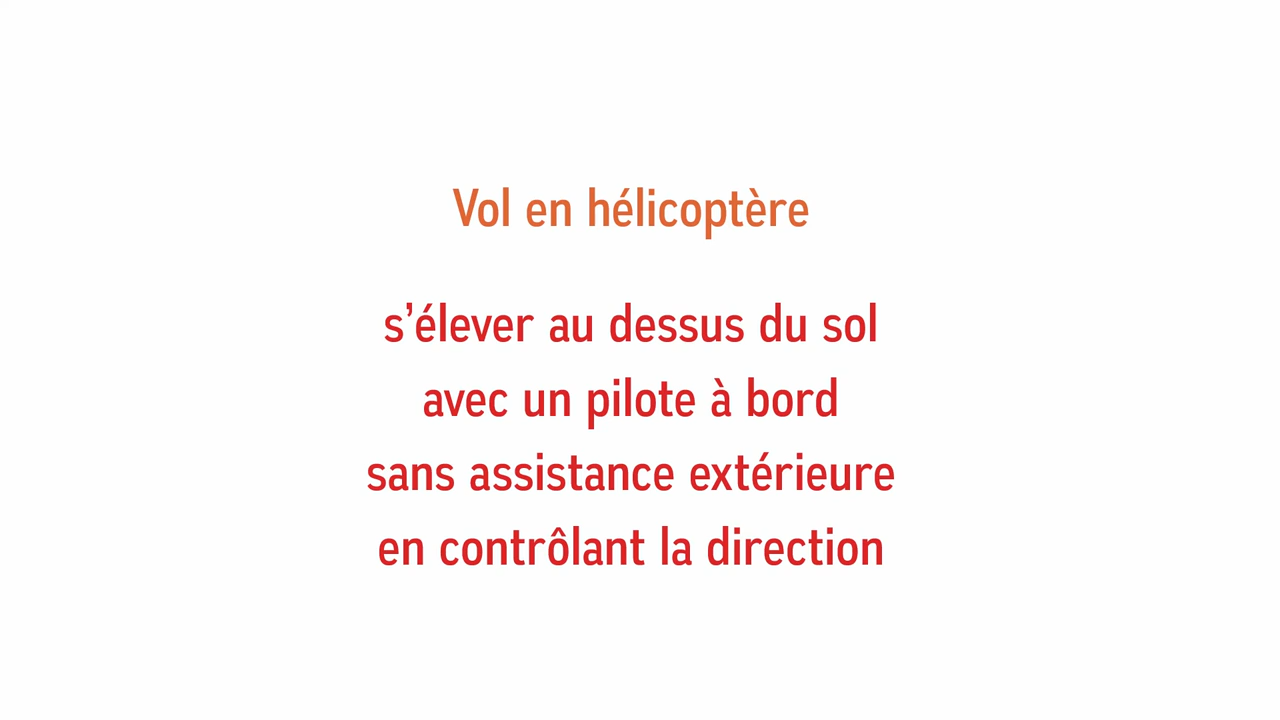 Vol en hélicoptère
s’élever au dessus du sol
avec un pilote à bord
sans assistance extérieure
en contrôlant la direction